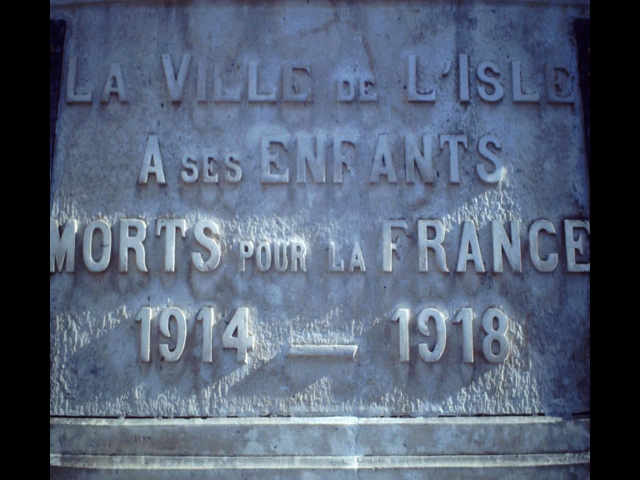 LA VILLE DE L'ISLE
A SES ENFANTS
MORTS POUR LA FRANCE
1914 — 1918